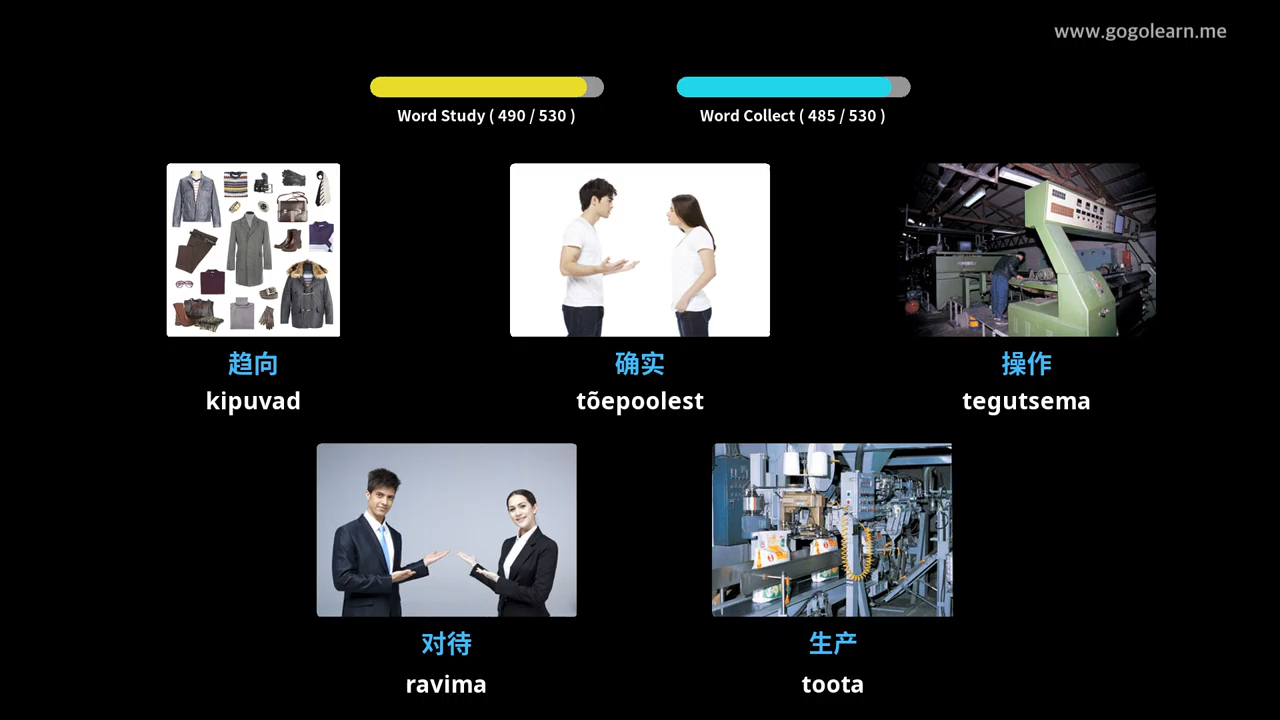 www.gogolearn.me
Word Study ( 490 / 530 )
Word Collect ( 485 / 530 )
趋向
kipuvad
确实
tõepoolest
操作
tegutsema
对待
ravima
生产
toota